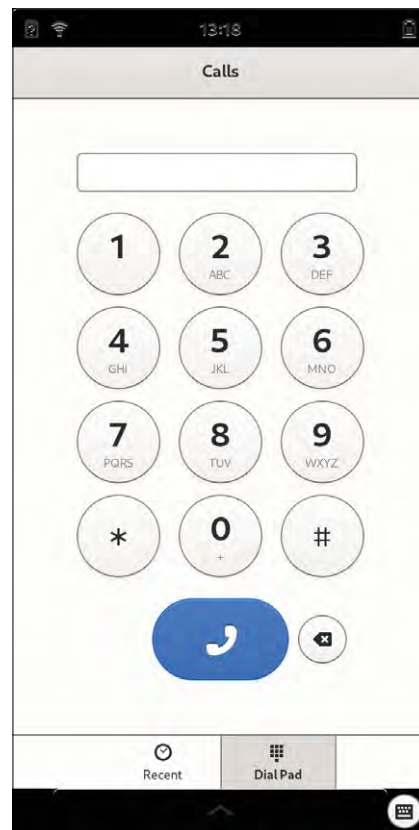 13:18
Calls
1 2 3
ABC DEF
4 5 6
GHI JKL MNO
7 8 9
PQRS TUV WXYZ
* 0 #
+
Recent Dial Pad